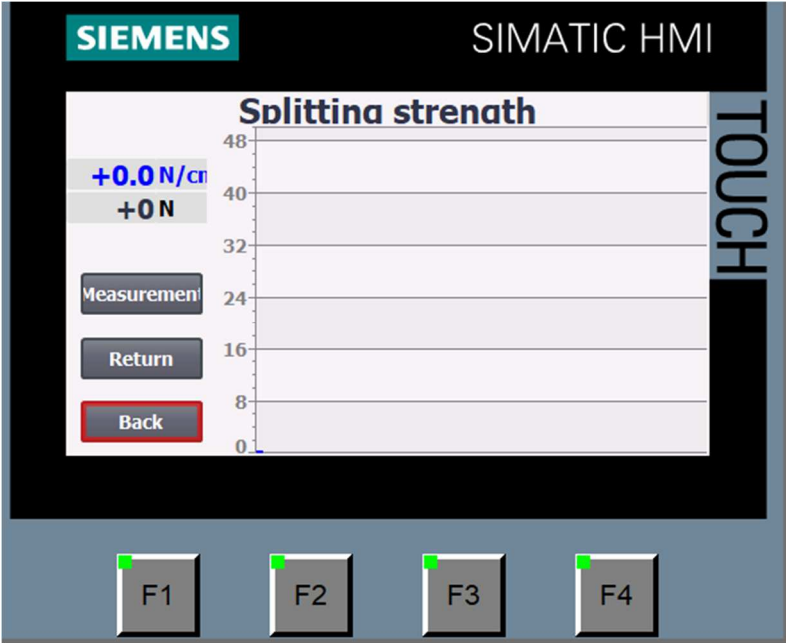 SIEMENS
SIMATIC HMI
TOUCH
Splitting strength
+0.0 N/cm
+0 N
Measurement
Return
Back
48
40
32
24
16
8
0
F1
F2
F3
F4